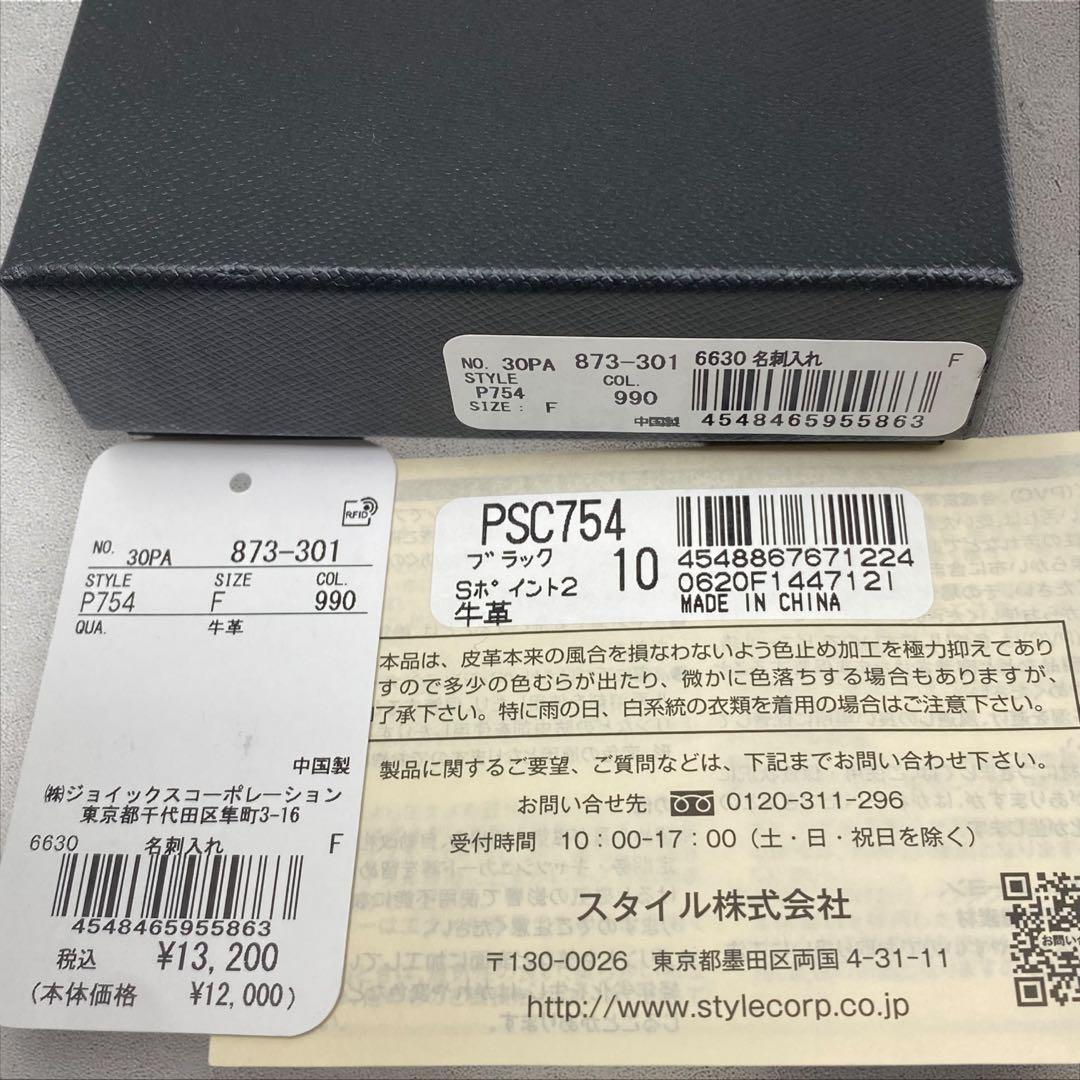 NO. 30PA 873-301 6630 名刺入れ F
STYLE COL.
P754 990
SIZE: F 中国製 4548465955863
RFID
NO. 30PA 873-301
STYLE SIZE COL.
P754 F 990
QUA. 牛革
中国製
㈱ジョイックスコーポレーション
東京都千代田区隼町3-16
6630 名刺入れ F
4548465955863
税込 ¥13,200
(本体価格 ¥12,000)
PSC754
ブラック
Sポイント2 10
牛革
4548867671224
0620F1447121
MADE IN CHINA
本品は、皮革本来の風合を損なわないよう色止め加工を極力抑えてあり
すので多少の色むらが出たり、微かに色落ちする場合もありますが、
了承下さい。特に雨の日、白系統の衣類を着用の場合はご注意下さい。
製品に関するご要望、ご質問などは、下記までお問い合わせ下さい。
お問い合せ先 0120-311-296
受付時間 10:00-17:00(土・日・祝日を除く)
スタイル株式会社
〒130-0026 東京都墨田区両国 4-31-11
http://www.stylecorp.co.jp
お問い